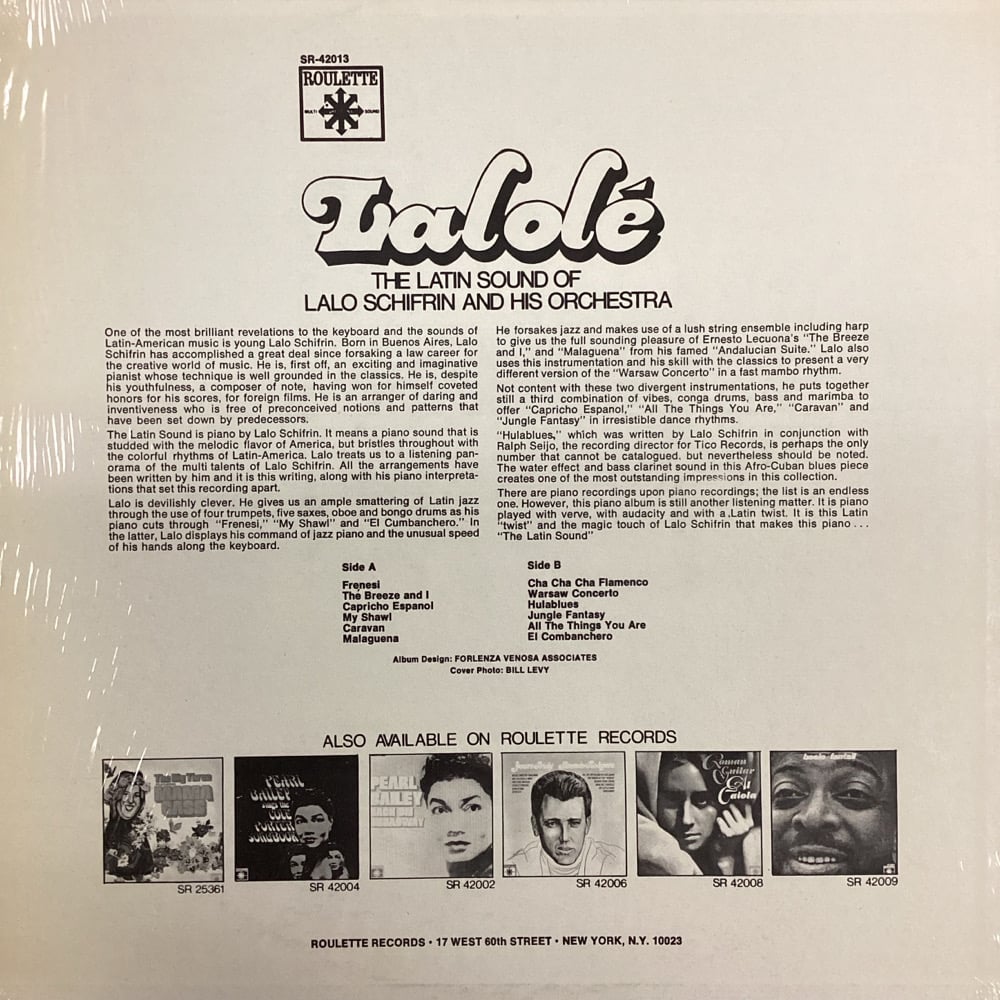 SR-42013
ROULETTE
MULTI SOUND
Lalolé
THE LATIN SOUND OF
LALO SCHIFRIN AND HIS ORCHESTRA
One of the most brilliant revelations to the keyboard and the sounds of
Latin-American music is young Lalo Schifrin. Born in Buenos Aires, Lalo
Schifrin has accomplished a great deal since forsaking a law career for
the creative world of music. He is, first off, an exciting and imaginative
pianist whose technique is well grounded in the classics. He is, despite
his youthfulness, a composer of note, having won for himself coveted
honors for his scores, for foreign films. He is an arranger of daring and
inventiveness who is free of preconceived notions and patterns that
have been set down by predecessors.
The Latin Sound is piano by Lalo Schifrin. It means a piano sound that is
studded with the melodic flavor of America, but bristles throughout with
the colorful rhythms of Latin-America. Lalo treats us to a listening pan-
orama of the multi talents of Lalo Schifrin. All the arrangements have
been written by him and it is this writing, along with his piano interpreta-
tions that set this recording apart.
Lalo is devilishly clever. He gives us an ample smattering of Latin jazz
through the use of four trumpets, five saxes, oboe and bongo drums as his
piano cuts through "Frenesi," "My Shawl" and "El Cumbanchero." In
the latter, Lalo displays his command of jazz piano and the unusual speed
of his hands along the keyboard.
He forsakes jazz and makes use of a lush string ensemble including harp
to give us the full sounding pleasure of Ernesto Lecuona's "The Breeze
and I," and "Malaguena" from his famed "Andalucian Suite." Lalo also
uses this instrumentation and his skill with the classics to present a very
different version of the "Warsaw Concerto" in a fast mambo rhythm.
Not content with these two divergent instrumentations, he puts together
still a third combination of vibes, conga drums, bass and marimba to
offer "Capricho Espanol," "All The Things You Are," "Caravan" and
"Jungle Fantasy" in irresistible dance rhythms.
"Hulablues," which was written by Lalo Schifrin in conjunction with
Ralph Seijo, the recording director for Tico Records, is perhaps the only
number that cannot be catalogued. but nevertheless should be noted.
The water effect and bass clarinet sound in this Afro-Cuban blues piece
creates one of the most outstanding impressions in this collection.
There are piano recordings upon piano recordings; the list is an endless
one. However, this piano album is still another listening matter. It is piano
played with verve, with audacity and with a Latin twist. It is this Latin
"twist" and the magic touch of Lalo Schifrin that makes this piano . . .
"The Latin Sound"
Side A
Frenesi
The Breeze and I
Capricho Espanol
My Shawl
Caravan
Malaguena
Side B
Cha Cha Cha Flamenco
Warsaw Concerto
Hulablues
Jungle Fantasy
All The Things You Are
El Combanchero
Album Design: FORLENZA VENOSA ASSOCIATES
Cover Photo: BILL LEVY
ALSO AVAILABLE ON ROULETTE RECORDS
The Big Three
PEARL
BAILEY
sings the
COLE
PORTER
SONGBOOK
PEARL
BAILEY
Roman
Guitar
Al
Caiola
SR 25361
SR 42004
SR 42002
SR 42006
SR 42008
SR 42009
ROULETTE RECORDS • 17 WEST 60th STREET • NEW YORK, N.Y. 10023